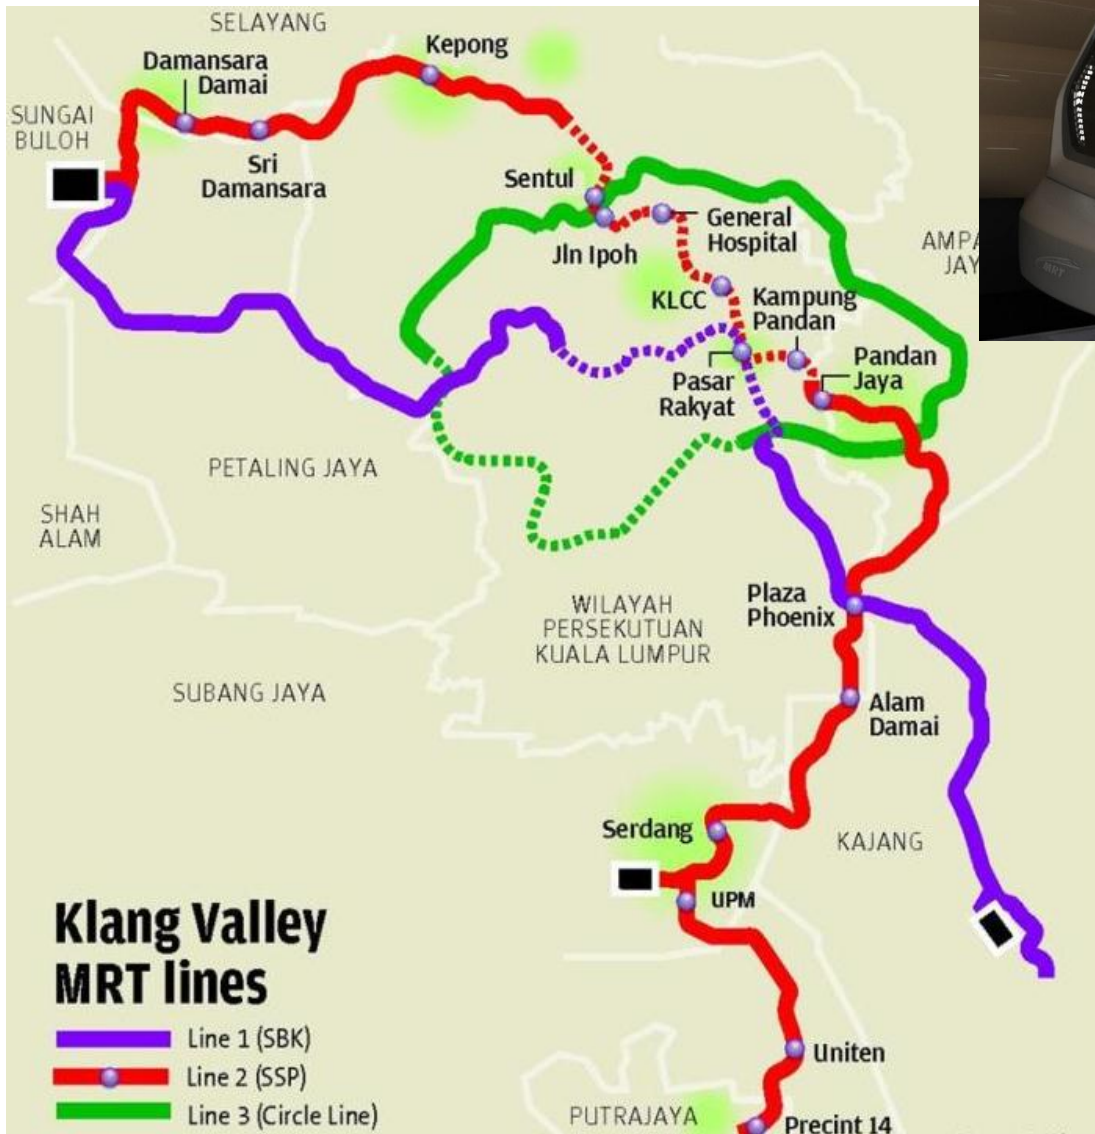 SELAYANG
Kepong
Damansara
Damai
SUNGAI
BULOH
Sri
Damansara
Sentul
Jln Ipoh
General
Hospital
KLCC
Kampung
Pandan
Pasar
Rakyat
Pandan
Jaya
MRT
PETALING JAYA
SHAH
ALAM
WILAYAH
PERSEKUTUAN
KUALA LUMPUR
Plaza
Phoenix
SUBANG JAYA
Alam
Damai
Serdang
KAJANG
UPM
Klang Valley
MRT lines
Line 1 (SBK)
Line 2 (SSP)
Line 3 (Circle Line)
Uniten
PUTRAJAYA
Precint 14